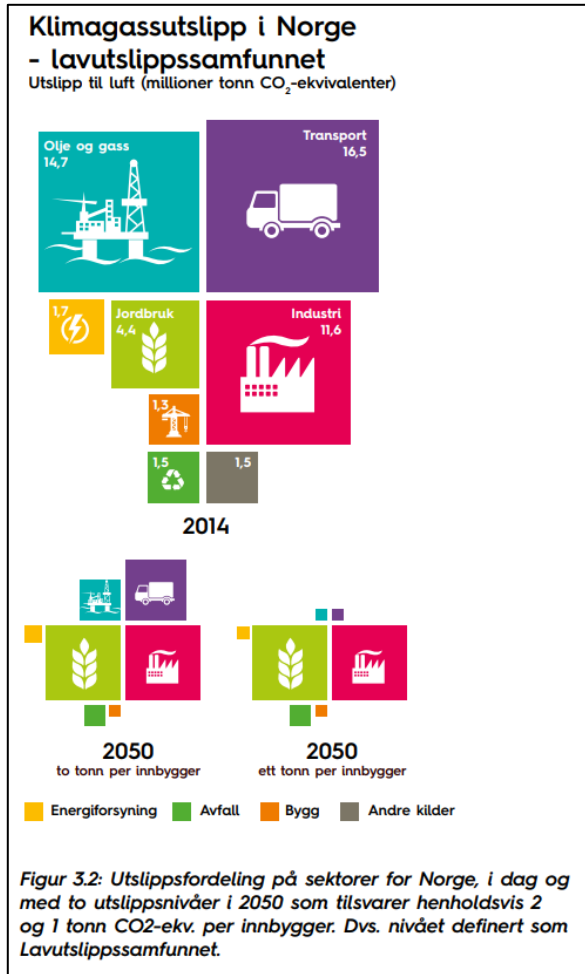 Klimagassutslipp i Norge
- lavutslippssamfunnet
Utslipp til luft (millioner tonn CO₂-ekvivalenter)
Olje og gass
14,7
Transport
16,5
1,7
Jordbruk
4,4
Industri
11,6
1,3
1,5
1,5
2014
2050
to tonn per innbygger
2050
ett tonn per innbygger
Energiforsyning
Avfall
Bygg
Andre kilder
Figur 3.2: Utslippsfordeling på sektorer for Norge, i dag og
med to utslippsnivåer i 2050 som tilsvarer henholdsvis 2
og 1 tonn CO2-ekv. per innbygger. Dvs. nivået definert som
Lavutslippssamfunnet.